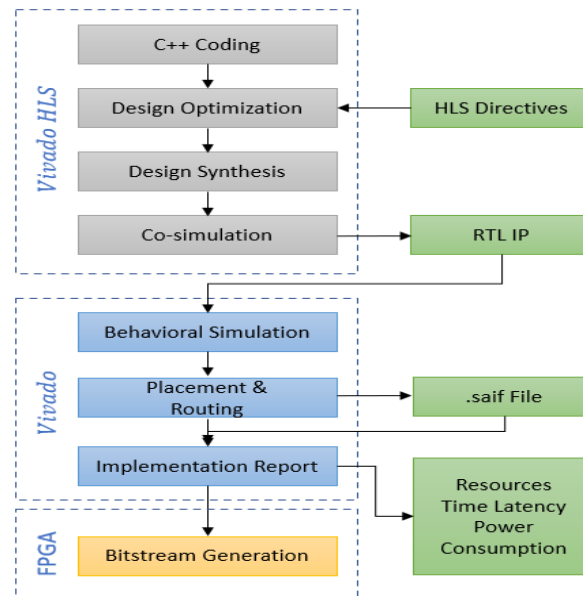 Vivado HLS
C++ Coding
Design Optimization
HLS Directives
Design Synthesis
Co-simulation
RTL IP
Vivado
Behavioral Simulation
Placement &
Routing
.saif File
Implementation Report
Resources
Time Latency
Power
Consumption
FPGA
Bitstream Generation